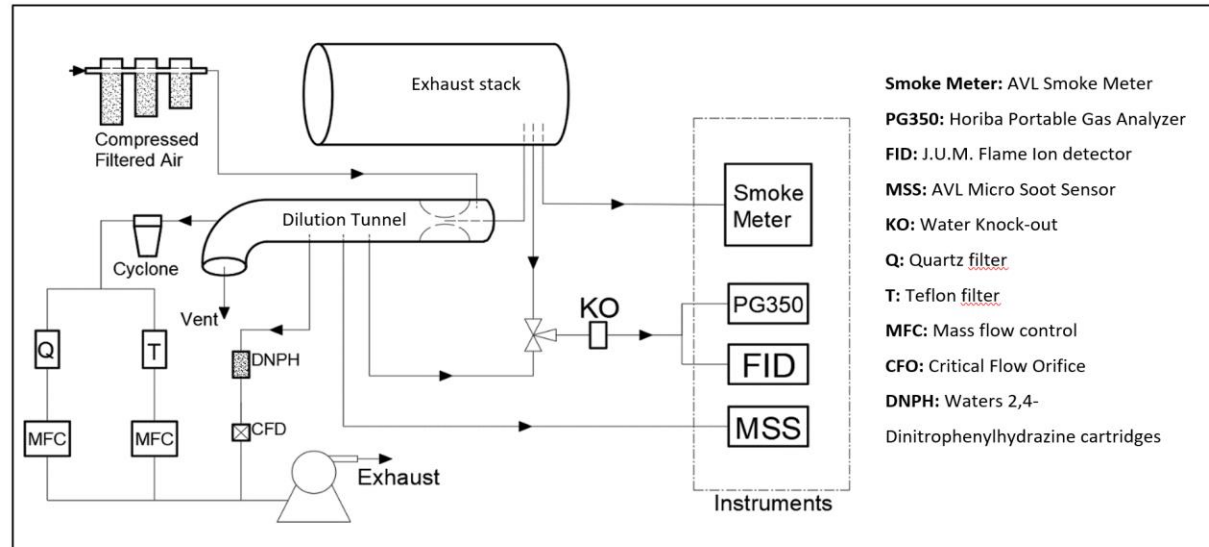 Exhaust stack
Compressed
Filtered Air
Dilution Tunnel
Cyclone
Vent
Q
T
DNPH
CFD
MFC
MFC
Exhaust
KO
Smoke
Meter
PG350
FID
MSS
Instruments
Smoke Meter: AVL Smoke Meter
PG350: Horiba Portable Gas Analyzer
FID: J.U.M. Flame Ion detector
MSS: AVL Micro Soot Sensor
KO: Water Knock-out
Q: Quartz filter
T: Teflon filter
MFC: Mass flow control
CFO: Critical Flow Orifice
DNPH: Waters 2,4-
Dinitrophenylhydrazine cartridges